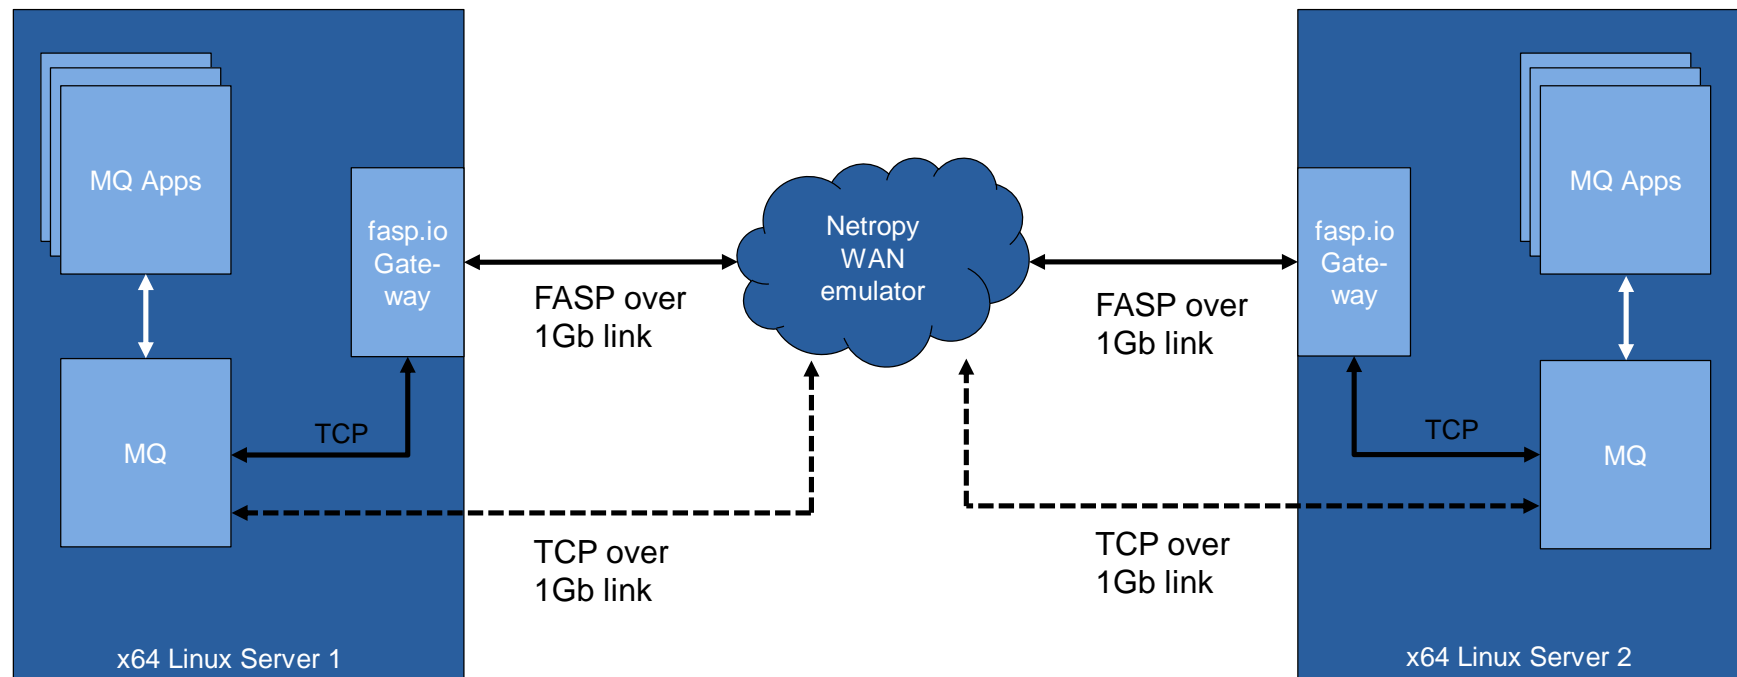 MQ Apps
fasp.io
Gate-
way
MQ
TCP
x64 Linux Server 1
FASP over
1Gb link
TCP over
1Gb link
Netropy
WAN
emulator
FASP over
1Gb link
TCP over
1Gb link
fasp.io
Gate-
way
MQ Apps
TCP
MQ
x64 Linux Server 2